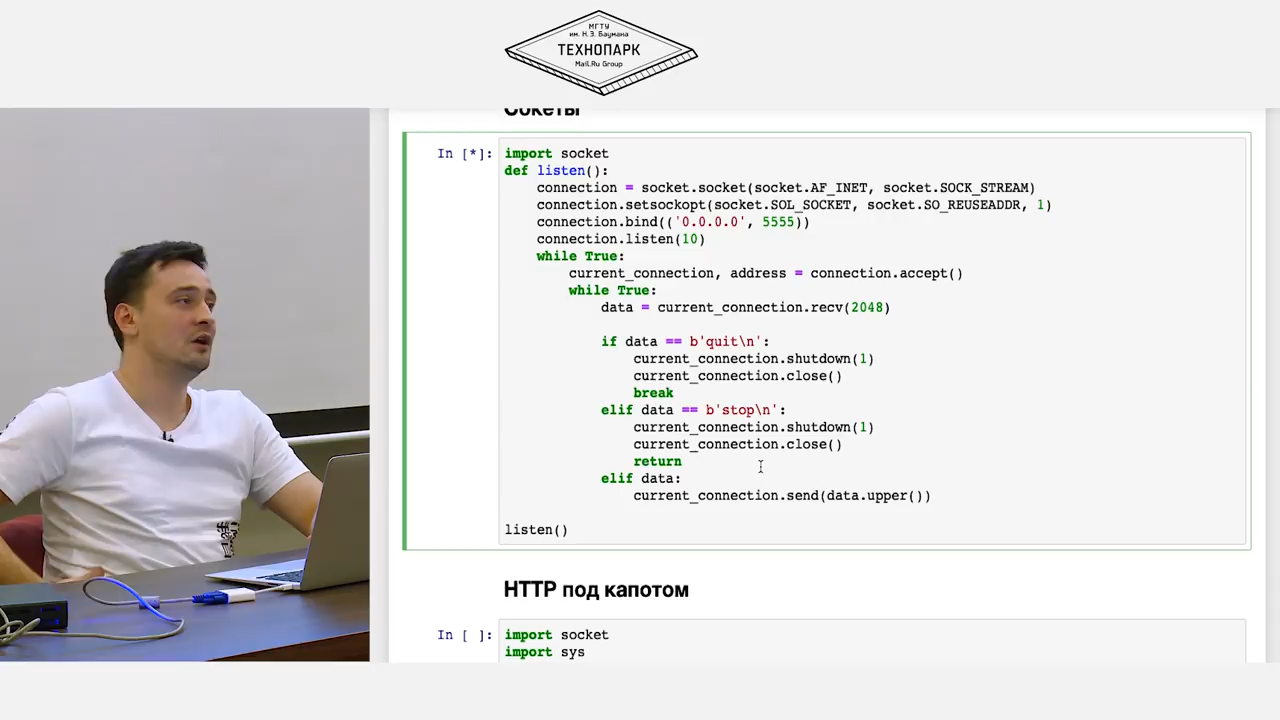 МГТУ
им. Н.Э. Баумана
ТЕХНОПАРК
Mail.Ru Group
Сокеты
In [*]:
import socket
def listen():
    connection = socket.socket(socket.AF_INET, socket.SOCK_STREAM)
    connection.setsockopt(socket.SOL_SOCKET, socket.SO_REUSEADDR, 1)
    connection.bind(('0.0.0.0', 5555))
    connection.listen(10)
    while True:
        current_connection, address = connection.accept()
        while True:
            data = current_connection.recv(2048)
            if data == b'quit\n':
                current_connection.shutdown(1)
                current_connection.close()
                break
            elif data == b'stop\n':
                current_connection.shutdown(1)
                current_connection.close()
                return
            elif data:
                current_connection.send(data.upper())
listen()
HTTP под капотом
In [ ]:
import socket
import sys